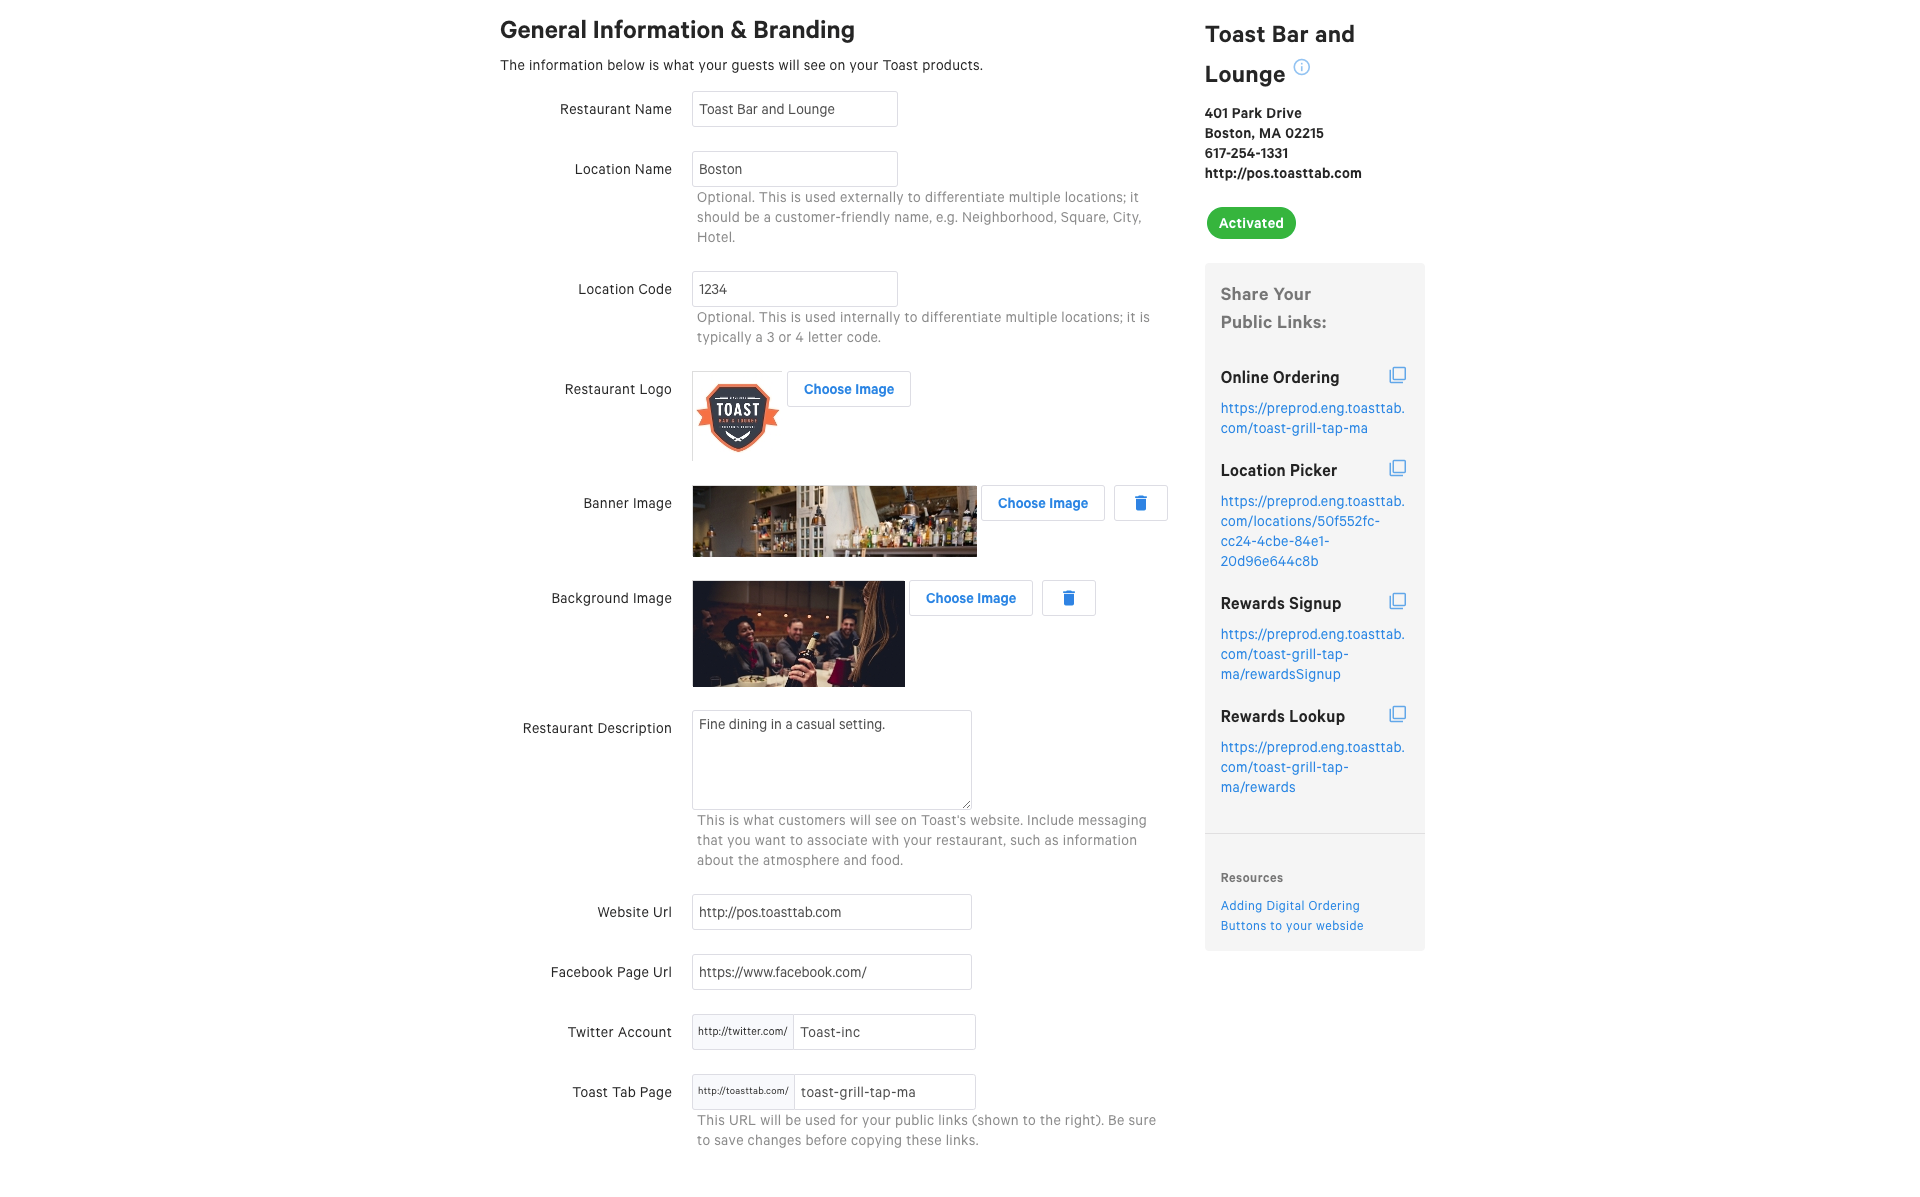 General Information & Branding
The information below is what your guests will see on your Toast products.
Restaurant Name
Toast Bar and Lounge
Location Name
Boston
Optional. This is used externally to differentiate multiple locations; it
should be a customer-friendly name, e.g. Neighborhood, Square, City,
Hotel.
Location Code
1234
Optional. This is used internally to differentiate multiple locations; it is
typically a 3 or 4 letter code.
Restaurant Logo
TOAST
BAR & LOUNGE
Choose Image
Banner Image
Choose Image
Background Image
Choose Image
Restaurant Description
Fine dining in a casual setting.
This is what customers will see on Toast's website. Include messaging
that you want to associate with your restaurant, such as information
about the atmosphere and food.
Website Url
http://pos.toasttab.com
Facebook Page Url
https://www.facebook.com/
Twitter Account
http://twitter.com/ Toast-inc
Toast Tab Page
http://toasttab.com/ toast-grill-tap-ma
This URL will be used for your public links (shown to the right). Be sure
to save changes before copying these links.
Toast Bar and
Lounge
401 Park Drive
Boston, MA 02215
617-254-1331
http://pos.toasttab.com
Activated
Share Your
Public Links:
Online Ordering
https://preprod.eng.toasttab.
com/toast-grill-tap-ma
Location Picker
https://preprod.eng.toasttab.
com/locations/50f552fc-
cc24-4cbe-84e1-
20d96e644c8b
Rewards Signup
https://preprod.eng.toasttab.
com/toast-grill-tap-
ma/rewardsSignup
Rewards Lookup
https://preprod.eng.toasttab.
com/toast-grill-tap-
ma/rewards
Resources
Adding Digital Ordering
Buttons to your webside